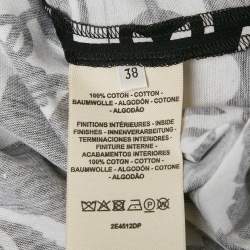 38
100% COTON - COTTON -
BAUMWOLLE - ALGODÓN - COTONE
- ALGODÃO
FINITIONS INTÉRIEURES - INSIDE
FINISHES - INNENVERARBEITUNG -
TERMINACIONES INTERIORES -
FINITURE INTERNE -
ACABAMENTOS INTERIORES
100% COTON - COTTON -
BAUMWOLLE - ALGODÓN - COTONE
- ALGODÃO
2E4512DP